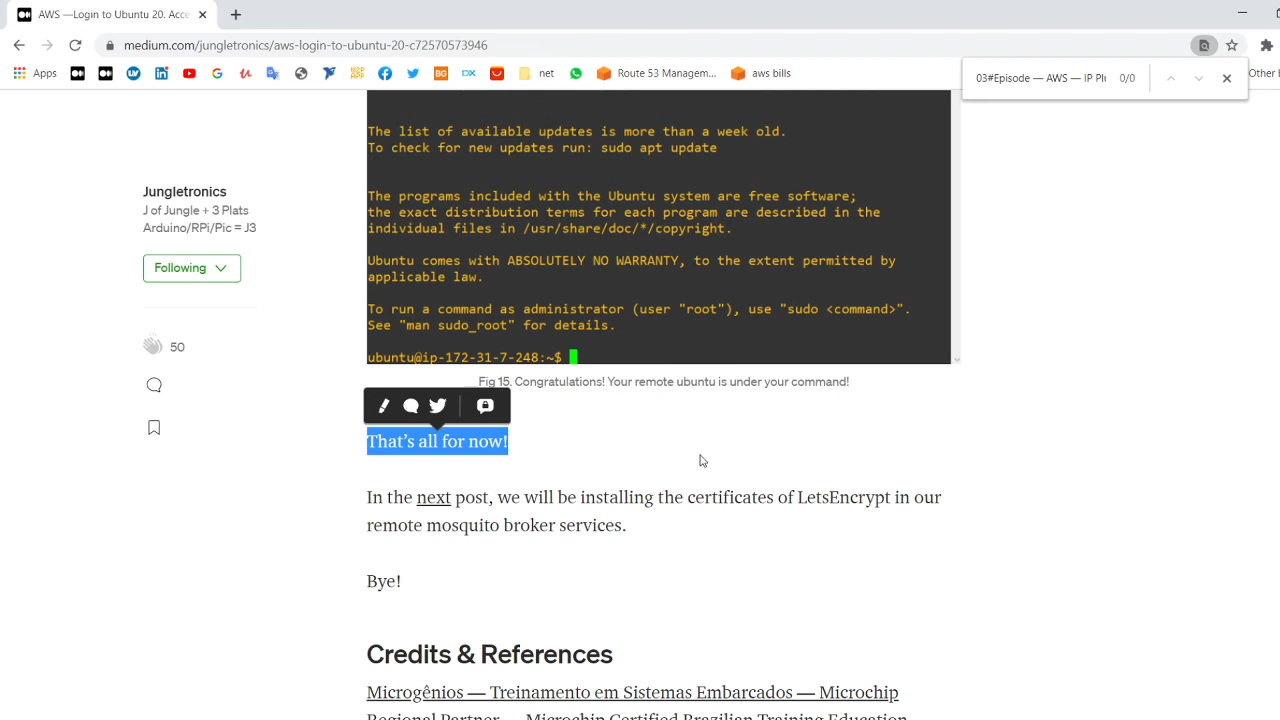 AWS —Login to Ubuntu 20. Acce
medium.com/jungletronics/aws-login-to-ubuntu-20-c72570573946
Apps
net
Route 53 Managem...
aws bills
Other b
03#Episode — AWS — IP Pl
0/0
The list of available updates is more than a week old.
To check for new updates run: sudo apt update
The programs included with the Ubuntu system are free software;
the exact distribution terms for each program are described in the
individual files in /usr/share/doc/*/copyright.
Ubuntu comes with ABSOLUTELY NO WARRANTY, to the extent permitted by
applicable law.
To run a command as administrator (user "root"), use "sudo <command>".
See "man sudo_root" for details.
ubuntu@ip-172-31-7-248:~$
Jungletronics
J of Jungle + 3 Plats
Arduino/RPi/Pic = J3
Following
50
Fig 15. Congratulations! Your remote ubuntu is under your command!
That's all for now!
In the next post, we will be installing the certificates of LetsEncrypt in our
remote mosquito broker services.
Bye!
Credits & References
Microgênios — Treinamento em Sistemas Embarcados — Microchip
Regional Partner — Microchip Certified Brazilian Training Education